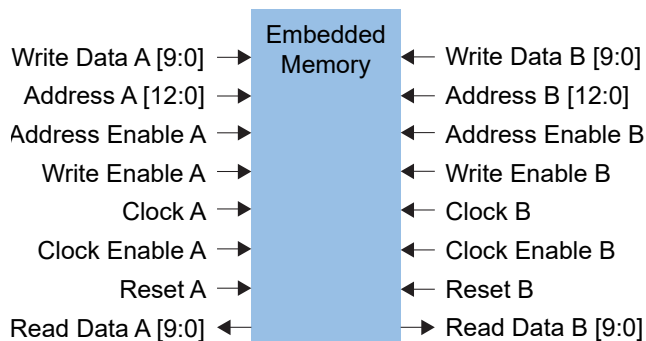 Embedded
Memory
Write Data A [9:0]
Address A [12:0]
Address Enable A
Write Enable A
Clock A
Clock Enable A
Reset A
Read Data A [9:0]
Write Data B [9:0]
Address B [12:0]
Address Enable B
Write Enable B
Clock B
Clock Enable B
Reset B
Read Data B [9:0]